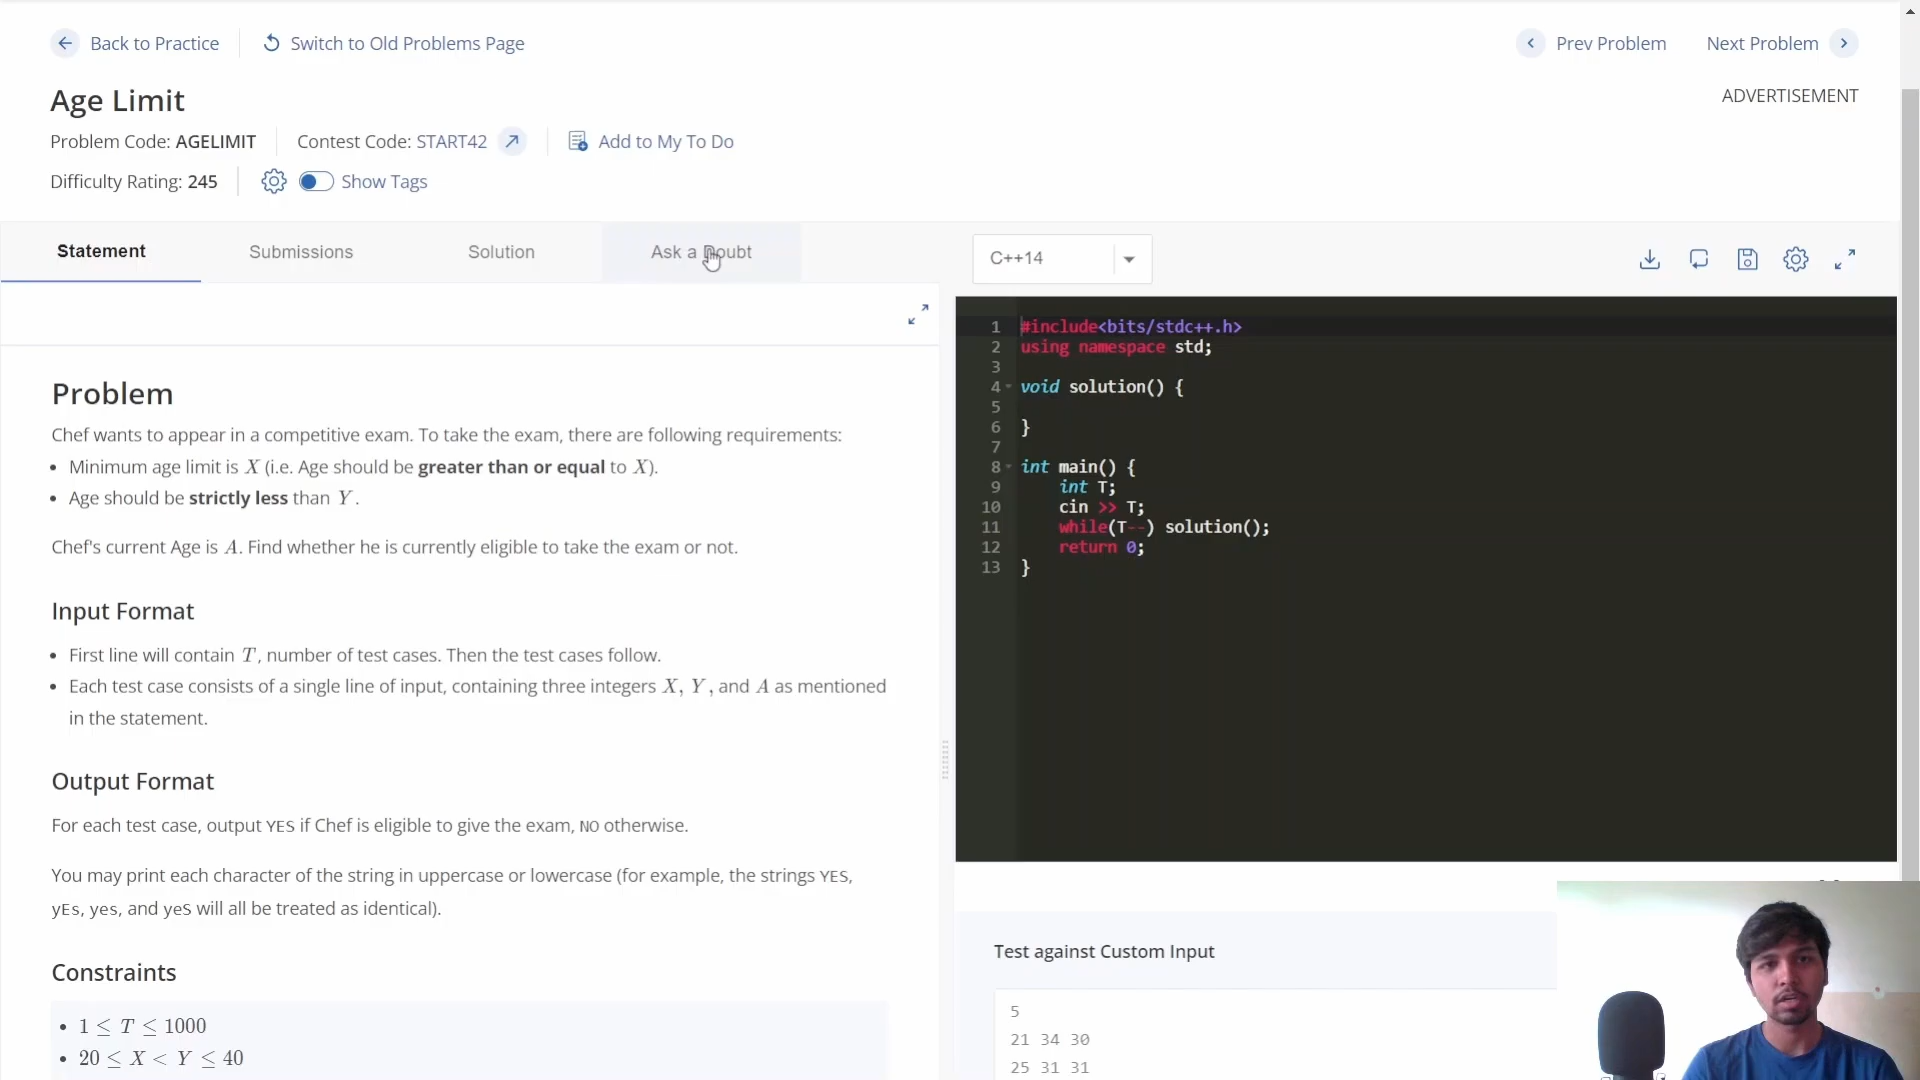 Back to Practice
Switch to Old Problems Page
Prev Problem
Next Problem
Age Limit
ADVERTISEMENT
Problem Code: AGELIMIT
Contest Code: START42
Add to My To Do
Difficulty Rating: 245
Show Tags
Statement
Submissions
Solution
Ask a Doubt
Problem
Chef wants to appear in a competitive exam. To take the exam, there are following requirements:
• Minimum age limit is X (i.e. Age should be greater than or equal to X).
• Age should be strictly less than Y.
Chef's current Age is A. Find whether he is currently eligible to take the exam or not.
Input Format
• First line will contain T, number of test cases. Then the test cases follow.
• Each test case consists of a single line of input, containing three integers X, Y, and A as mentioned
in the statement.
Output Format
For each test case, output YES if Chef is eligible to give the exam, NO otherwise.
You may print each character of the string in uppercase or lowercase (for example, the strings YES,
yEs, yes, and yeS will all be treated as identical).
Constraints
• 1 ≤ T ≤ 1000
• 20 ≤ X < Y ≤ 40
C++14
1 #include<bits/stdc++.h>
2 using namespace std;
3
4 void solution() {
5
6 }
7
8 int main() {
9 int T;
10 cin >> T;
11 while(T--) solution();
12 return 0;
13 }
Test against Custom Input
5
21 34 30
25 31 31